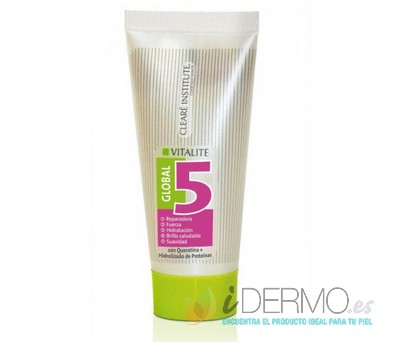 CLEARÉ INSTITUTE
VITALITE
GLOBAL
5
Reparadora
Fuerza
Hidratación
Brillo saludable
Suavidad
con Queratina +
Hidrolizado de Proteínas
iDERMO.es
ENCUENTRA EL PRODUCTO IDEAL PARA TU PIEL